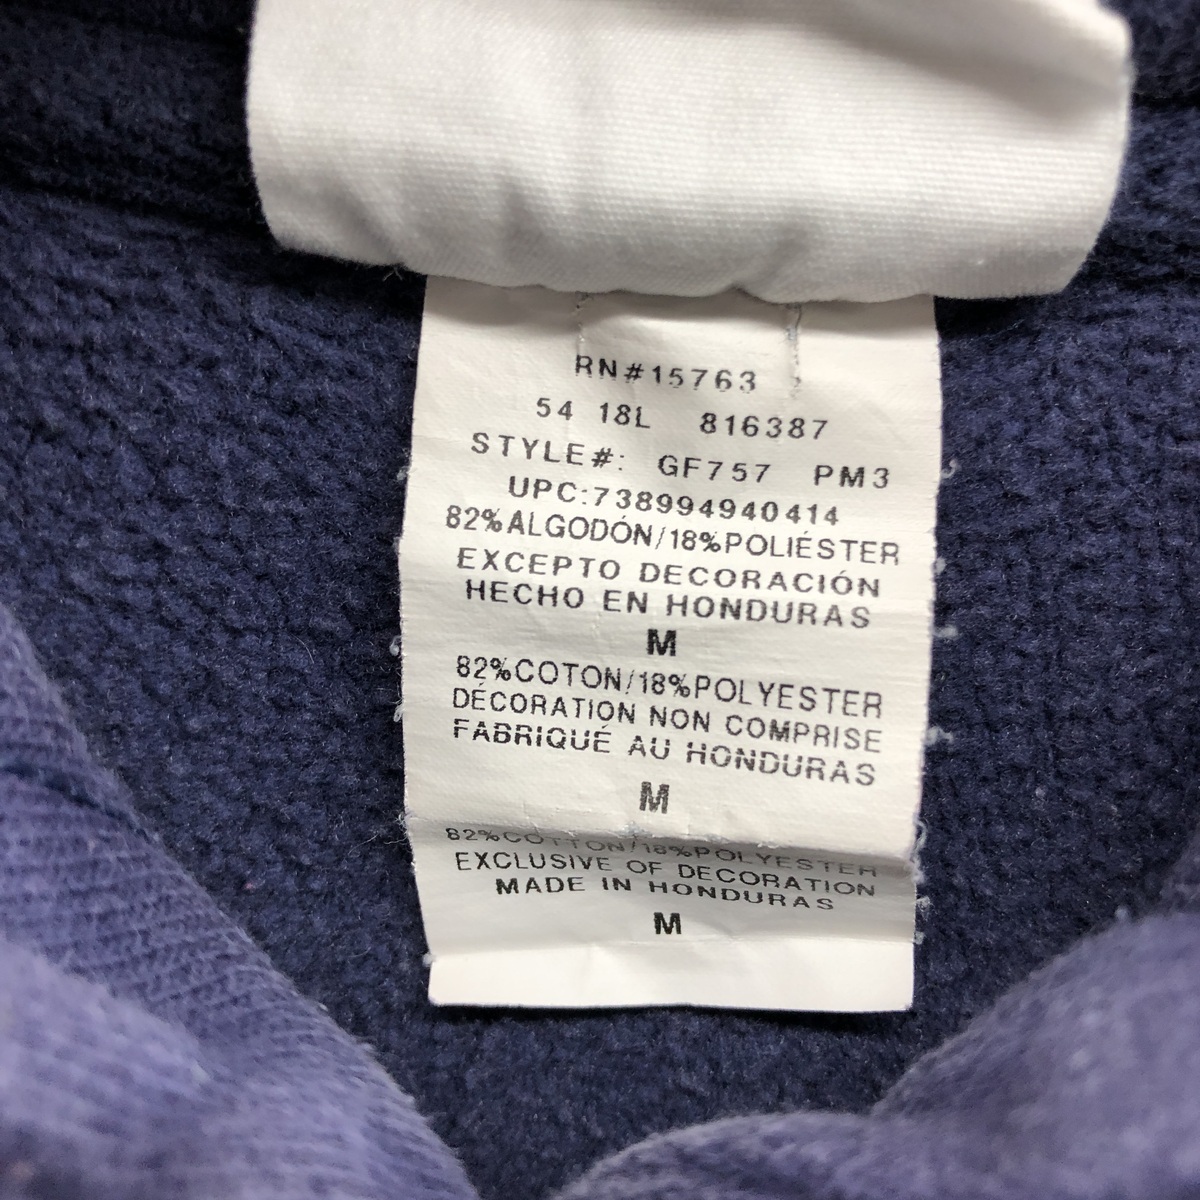 RN#15763
54 18L 816387
STYLE#: GF757 PM3
UPC:738994940414
82%ALGODÓN/18%POLIÉSTER
EXCEPTO DECORACIÓN
HECHO EN HONDURAS
M
82%COTON/18%POLYESTER
DÉCORATION NON COMPRISE
FABRIQUÉ AU HONDURAS
M
82%COTTON/18%POLYESTER
EXCLUSIVE OF DECORATION
MADE IN HONDURAS
M